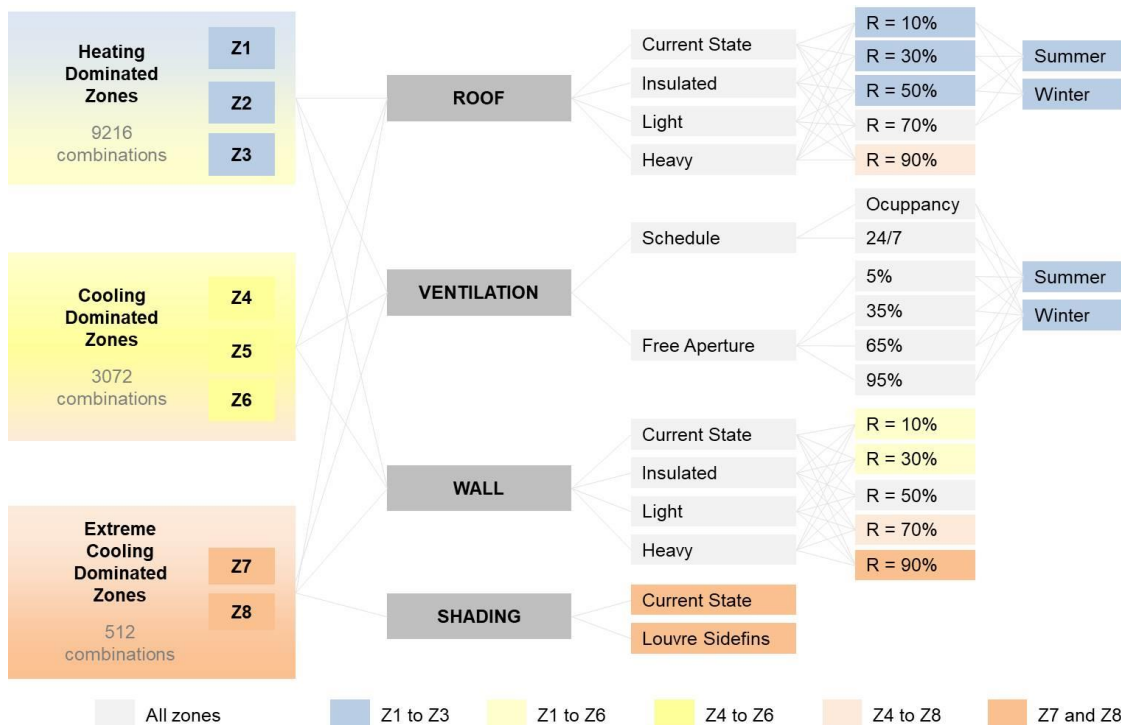 Heating
Dominated
Zones
9216
combinations
Z1
Z2
Z3
Cooling
Dominated
Zones
3072
combinations
Z4
Z5
Z6
Extreme
Cooling
Dominated
Zones
512
combinations
Z7
Z8
ROOF
VENTILATION
WALL
SHADING
Current State
Insulated
Light
Heavy
R = 10%
R = 30%
R = 50%
R = 70%
R = 90%
Summer
Winter
Schedule
Free Aperture
Ocuppancy
24/7
5%
35%
65%
95%
Summer
Winter
Current State
Insulated
Light
Heavy
R = 10%
R = 30%
R = 50%
R = 70%
R = 90%
Current State
Louvre Sidefins
All zones
Z1 to Z3
Z1 to Z6
Z4 to Z6
Z4 to Z8
Z7 and Z8